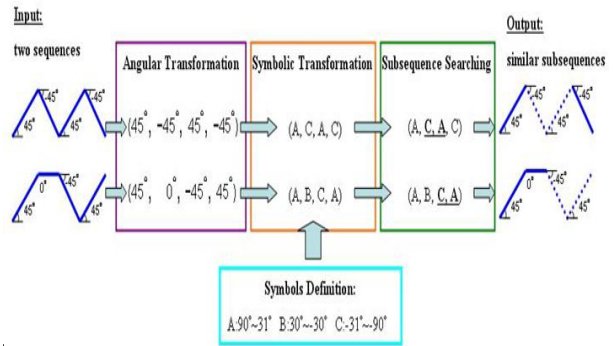 Input:
two sequences
Angular Transformation
Symbolic Transformation
Subsequence Searching
Output:
similar subsequences
45° -45° 45° -45°
(45°, -45°, 45°, -45°)
(A, C, A, C)
(A, C, A, C)
45° -45° 45°
45° 0° -45° 45°
(45°, 0°, -45°, 45°)
(A, B, C, A)
(A, B, C, A)
45° 0° -45° 45°
Symbols Definition:
A:90°~31° B:30°~-30° C:-31°~-90°